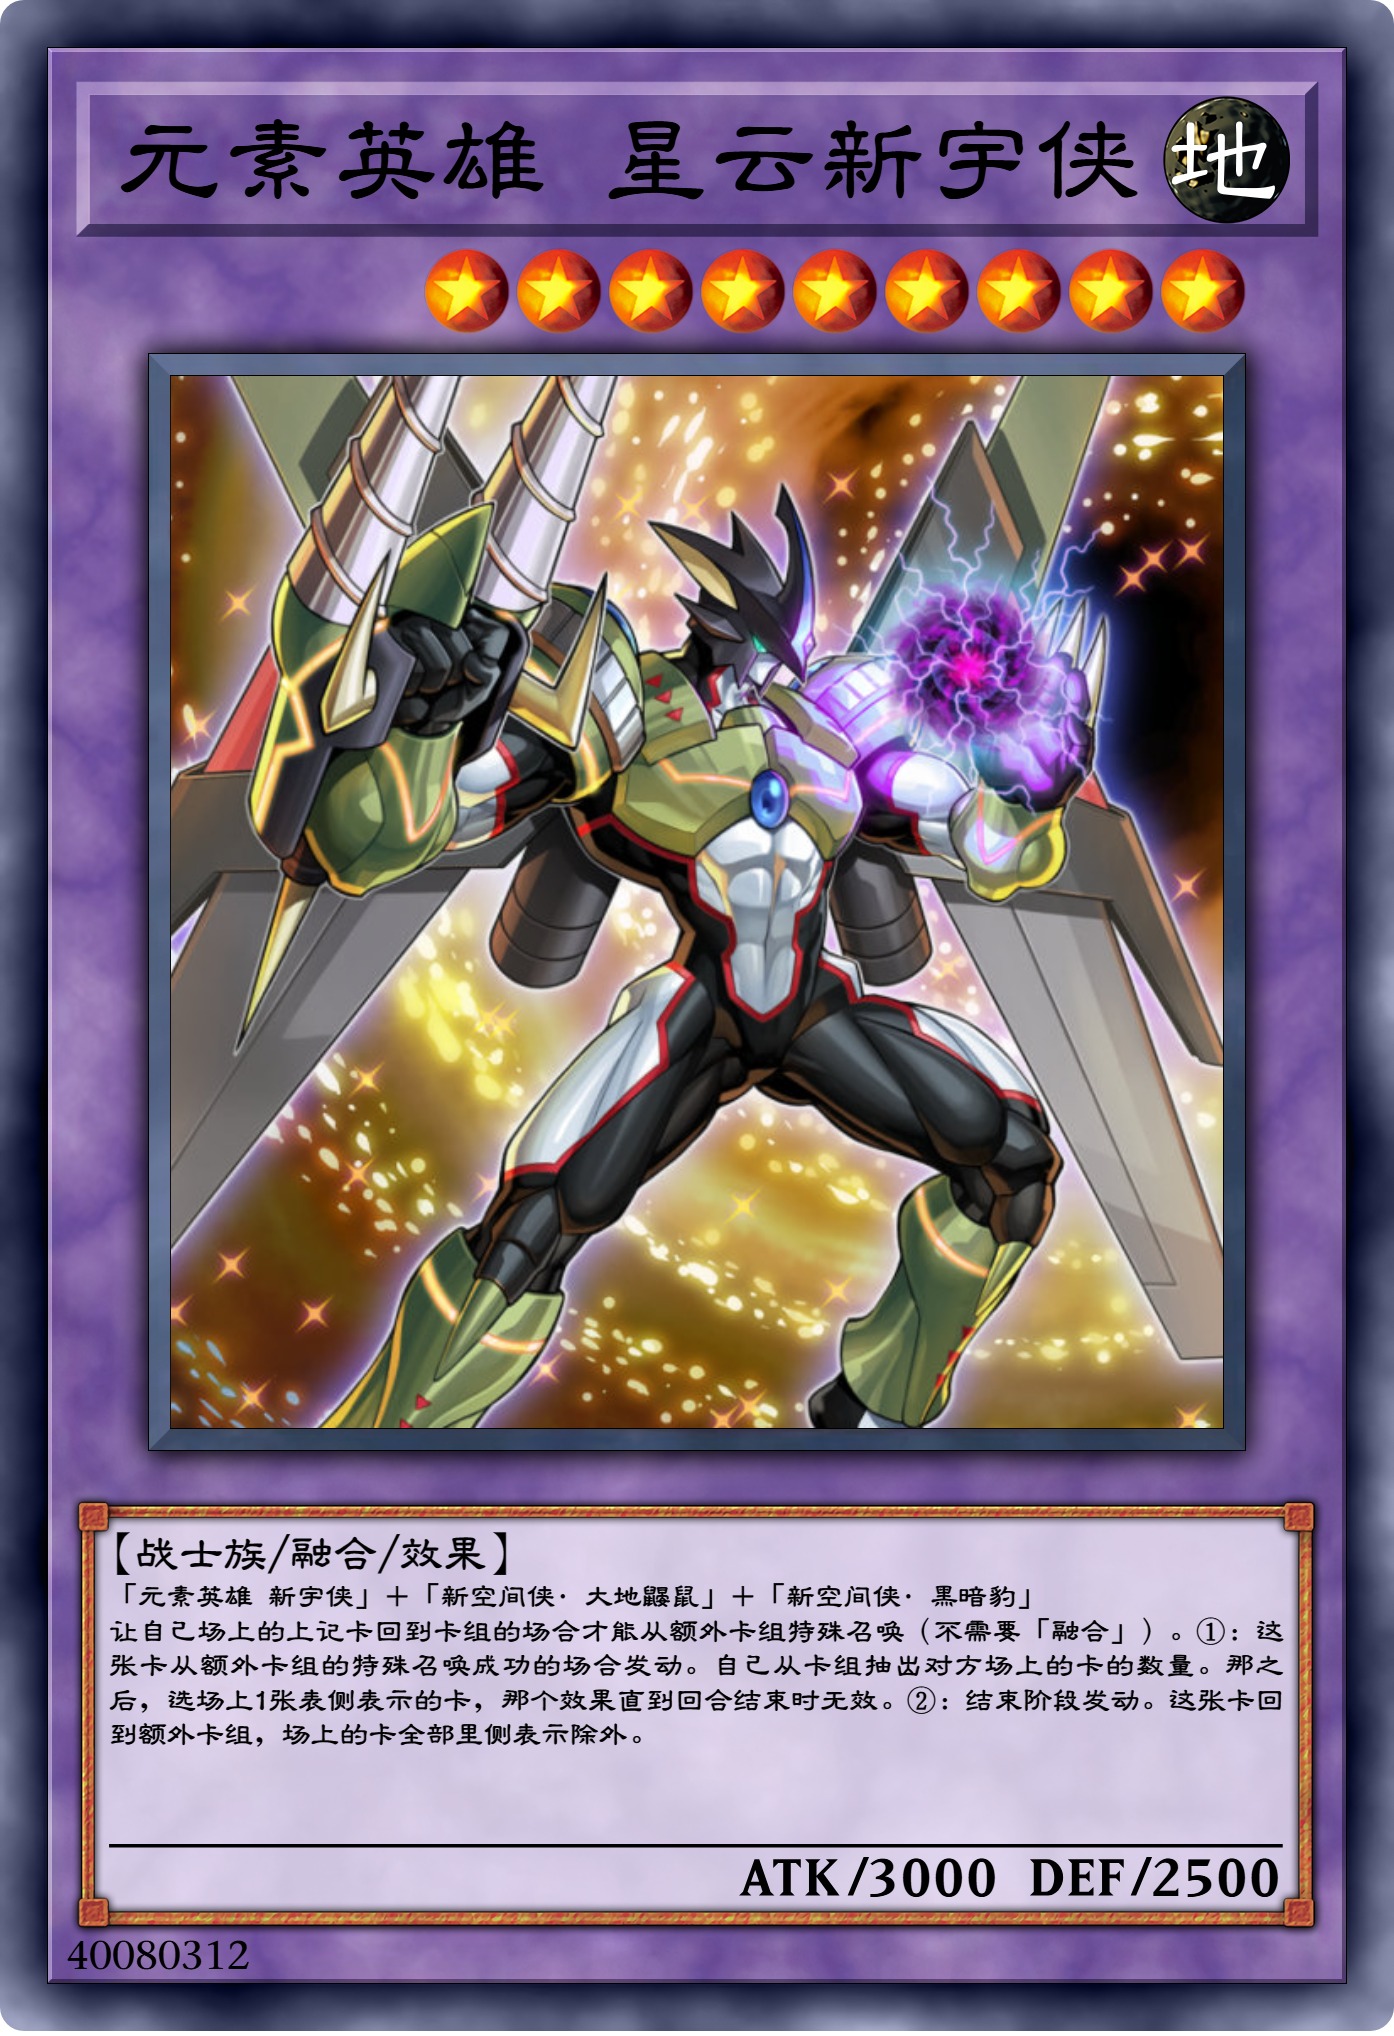 元素英雄 星云新宇侠
地
【战士族/融合/效果】
「元素英雄 新宇侠」＋「新空间侠·大地鼹鼠」＋「新空间侠·黑暗豹」
让自己场上的上记卡回到卡组的场合才能从额外卡组特殊召唤（不需要「融合」）。①：这
张卡从额外卡组的特殊召唤成功的场合发动。自己从卡组抽出对方场上的卡的数量。那之
后，选场上1张表侧表示的卡，那个效果直到回合结束时无效。②：结束阶段发动。这张卡回
到额外卡组，场上的卡全部里侧表示除外。
ATK/3000 DEF/2500
40080312